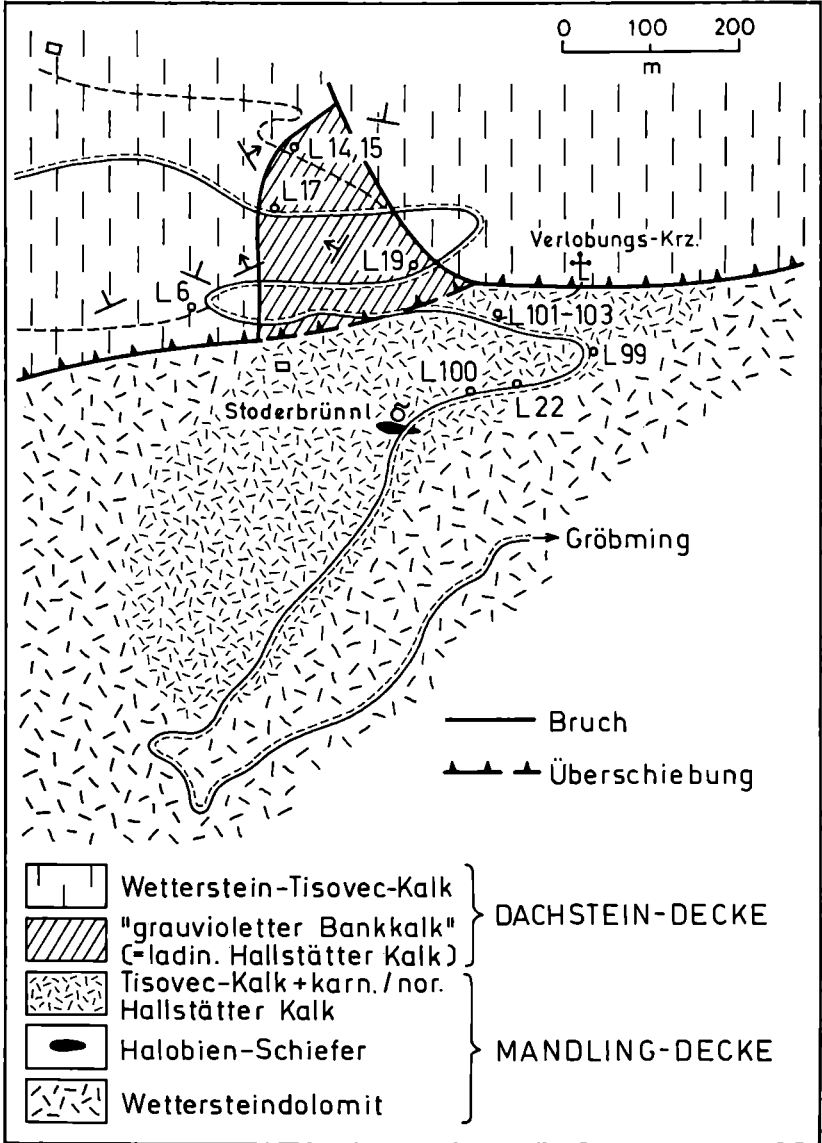 0 100 200
m
L 14,15
L 17
Verlobungs-Krz.
L 19
L 6
L 101-103
L 99
L 100
L 22
Stoderbrünnl
Gröbming
Bruch
Überschiebung
Wetterstein-Tisovec-Kalk
"grauvioletter Bankkalk"
(=ladin. Hallstätter Kalk)
DACHSTEIN-DECKE
Tisovec-Kalk+karn./nor.
Hallstätter Kalk
Halobien-Schiefer
MANDLING-DECKE
Wettersteindolomit